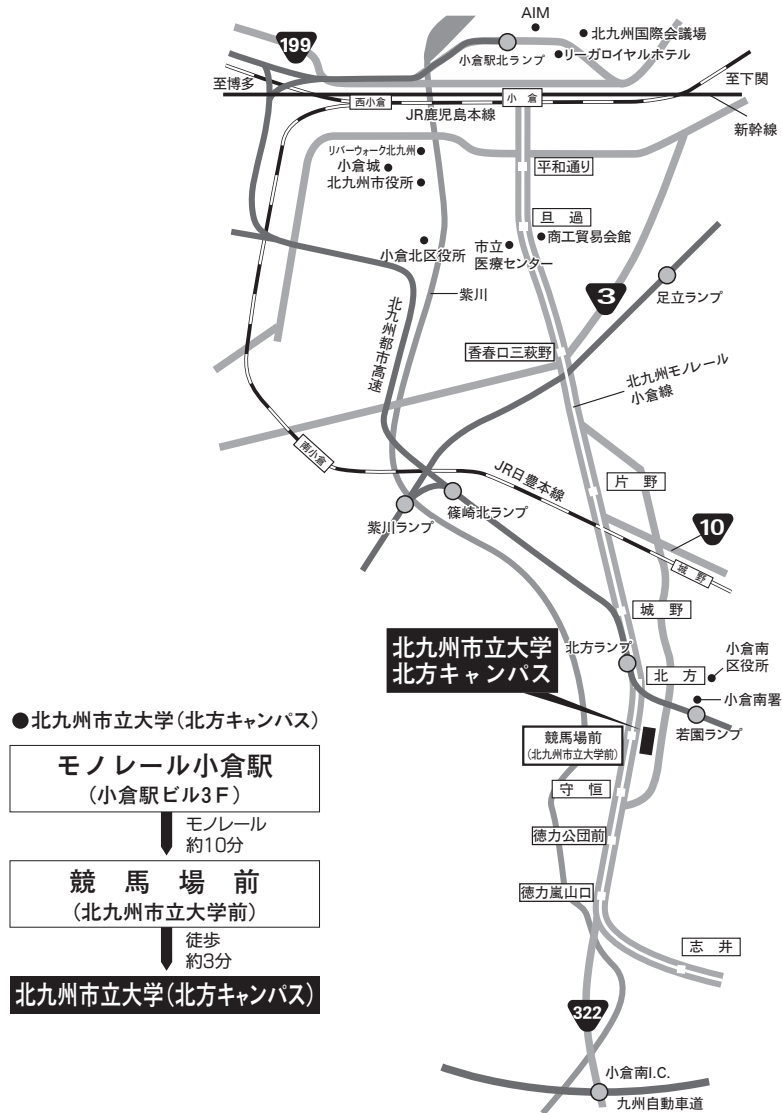 AIM
199
北九州国際会議場
小倉駅北ランプ
リーガロイヤルホテル
至博多
至下関
西小倉
小倉
JR鹿児島本線
新幹線
リバーウォーク北九州
小倉城
北九州市役所
平和通り
旦過
商工貿易会館
小倉北区役所
市立
医療センター
紫川
3
足立ランプ
北九州都市高速
香春口三萩野
北九州モノレール
小倉線
南小倉
JR日豊本線
片野
紫川ランプ
篠崎北ランプ
10
城野
城野
北九州市立大学
北方キャンパス
北方ランプ
小倉南
区役所
北方
小倉南署
若園ランプ
競馬場前
(北九州市立大学前)
守恒
徳力公団前
徳力嵐山口
志井
322
小倉南I.C.
九州自動車道
●北九州市立大学(北方キャンパス)
モノレール小倉駅
(小倉駅ビル3F)
モノレール
約10分
競馬場前
(北九州市立大学前)
徒歩
約3分
北九州市立大学(北方キャンパス)